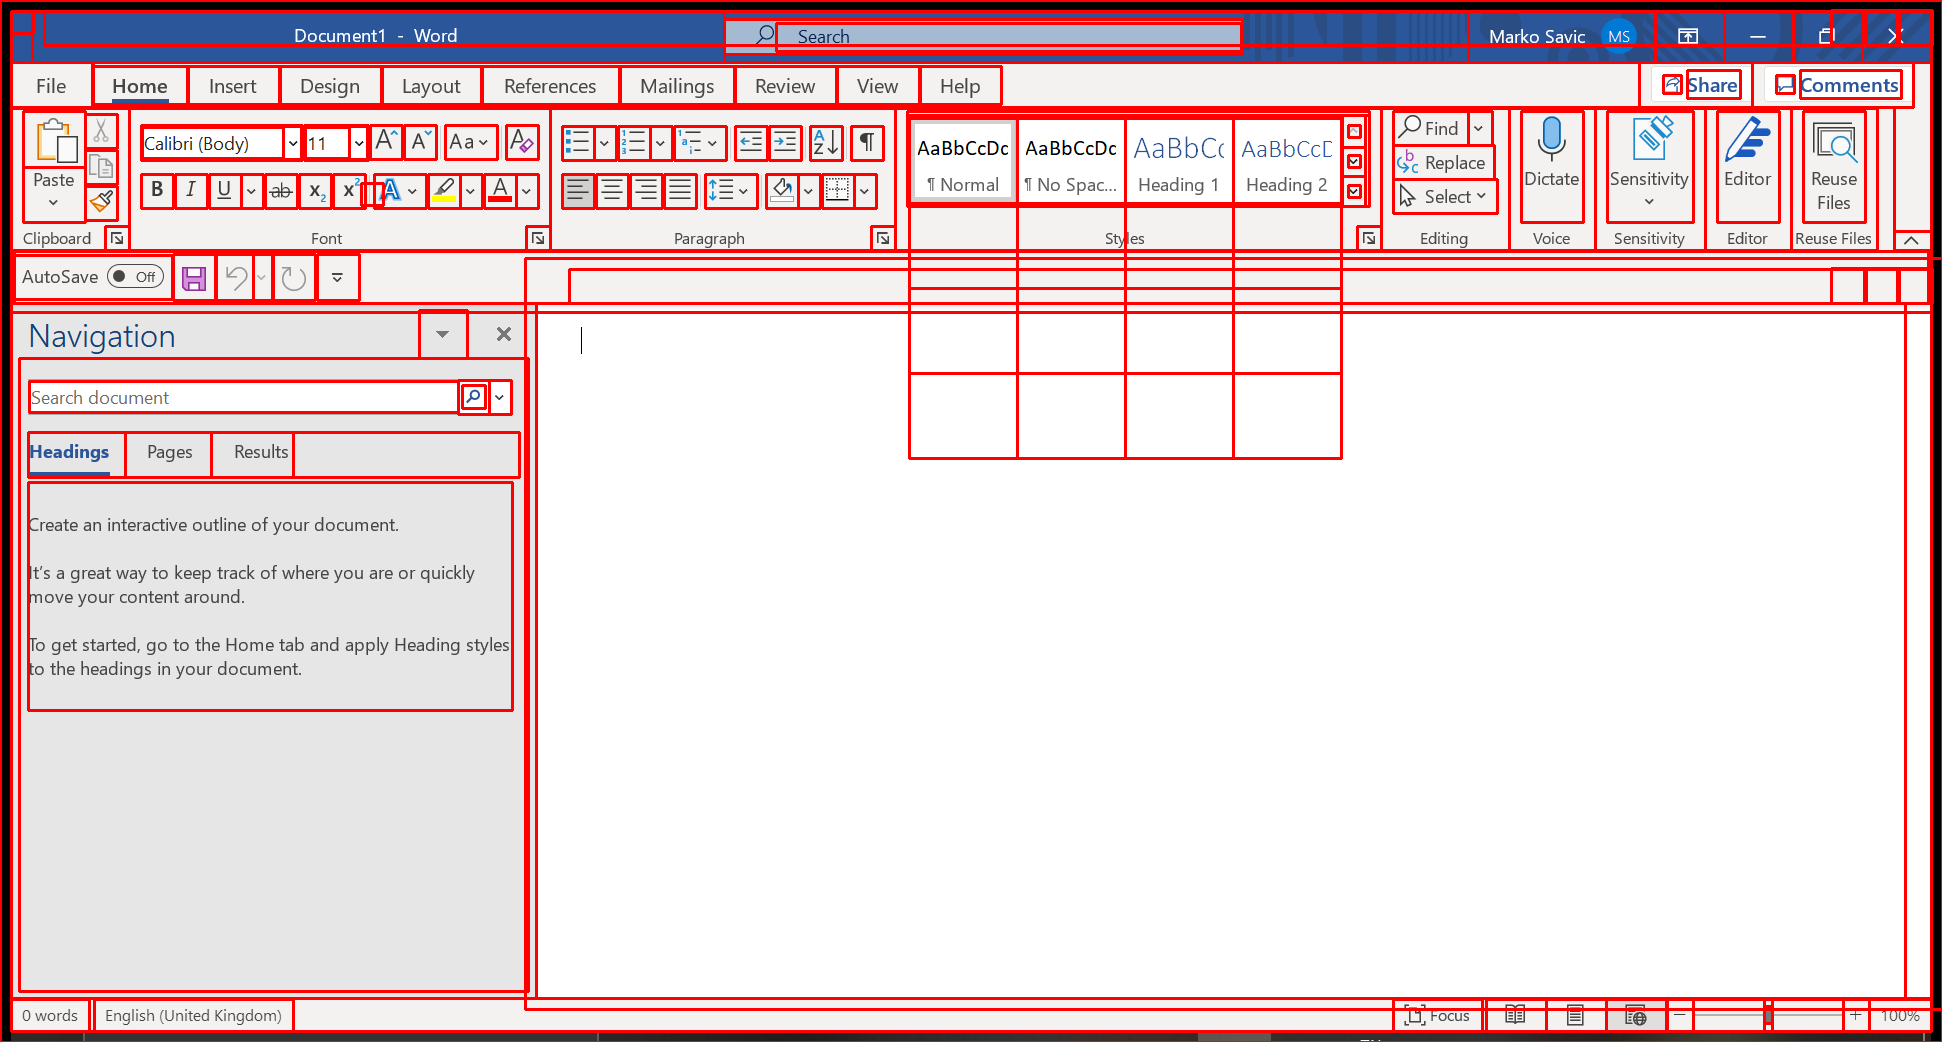 Document1 - Word
Search
Marko Savic
MS
File
Home
Insert
Design
Layout
References
Mailings
Review
View
Help
Share
Comments
Paste
Clipboard
Calibri (Body)
11
Aa
B I U ab x₂ x² A A
Font
Paragraph
AaBbCcDc
¶ Normal
AaBbCcDc
¶ No Spac...
AaBbCc
Heading 1
AaBbCcD
Heading 2
Styles
Find
Replace
Select
Editing
Dictate
Voice
Sensitivity
Sensitivity
Editor
Editor
Reuse
Files
Reuse Files
AutoSave Off
Navigation
Search document
Headings
Pages
Results
Create an interactive outline of your document.
It's a great way to keep track of where you are or quickly
move your content around.
To get started, go to the Home tab and apply Heading styles
to the headings in your document.
0 words
English (United Kingdom)
Focus
100%